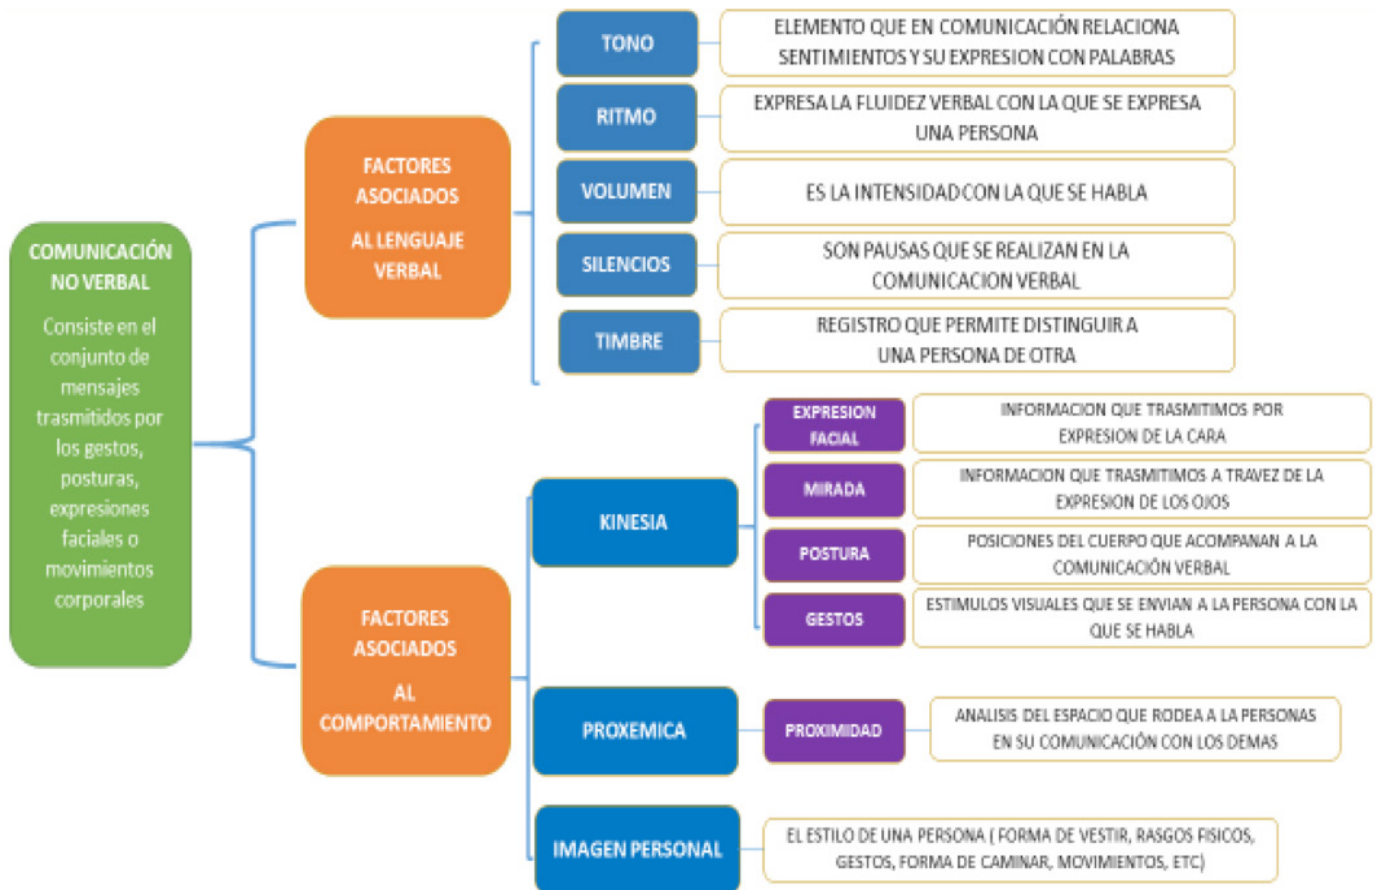 COMUNICACIÓN
NO VERBAL
Consiste en el
conjunto de
mensajes
trasmitidos por
los gestos,
posturas,
expresiones
faciales o
movimientos
corporales
FACTORES
ASOCIADOS
AL LENGUAJE
VERBAL
TONO
ELEMENTO QUE EN COMUNICACIÓN RELACIONA
SENTIMIENTOS Y SU EXPRESION CON PALABRAS
RITMO
EXPRESA LA FLUIDEZ VERBAL CON LA QUE SE EXPRESA
UNA PERSONA
VOLUMEN
ES LA INTENSIDAD CON LA QUE SE HABLA
SILENCIOS
SON PAUSAS QUE SE REALIZAN EN LA
COMUNICACION VERBAL
TIMBRE
REGISTRO QUE PERMITE DISTINGUIR A
UNA PERSONA DE OTRA
FACTORES
ASOCIADOS
AL
COMPORTAMIENTO
KINESIA
EXPRESION
FACIAL
INFORMACION QUE TRASMITIMOS POR
EXPRESION DE LA CARA
MIRADA
INFORMACION QUE TRASMITIMOS A TRAVEZ DE LA
EXPRESION DE LOS OJOS
POSTURA
POSICIONES DEL CUERPO QUE ACOMPANAN A LA
COMUNICACIÓN VERBAL
GESTOS
ESTIMULOS VISUALES QUE SE ENVIAN A LA PERSONA CON LA
QUE SE HABLA
PROXEMICA
PROXIMIDAD
ANALISIS DEL ESPACIO QUE RODEA A LA PERSONAS
EN SU COMUNICACIÓN CON LOS DEMAS
IMAGEN PERSONAL
EL ESTILO DE UNA PERSONA ( FORMA DE VESTIR, RASGOS FISICOS,
GESTOS, FORMA DE CAMINAR, MOVIMIENTOS, ETC)